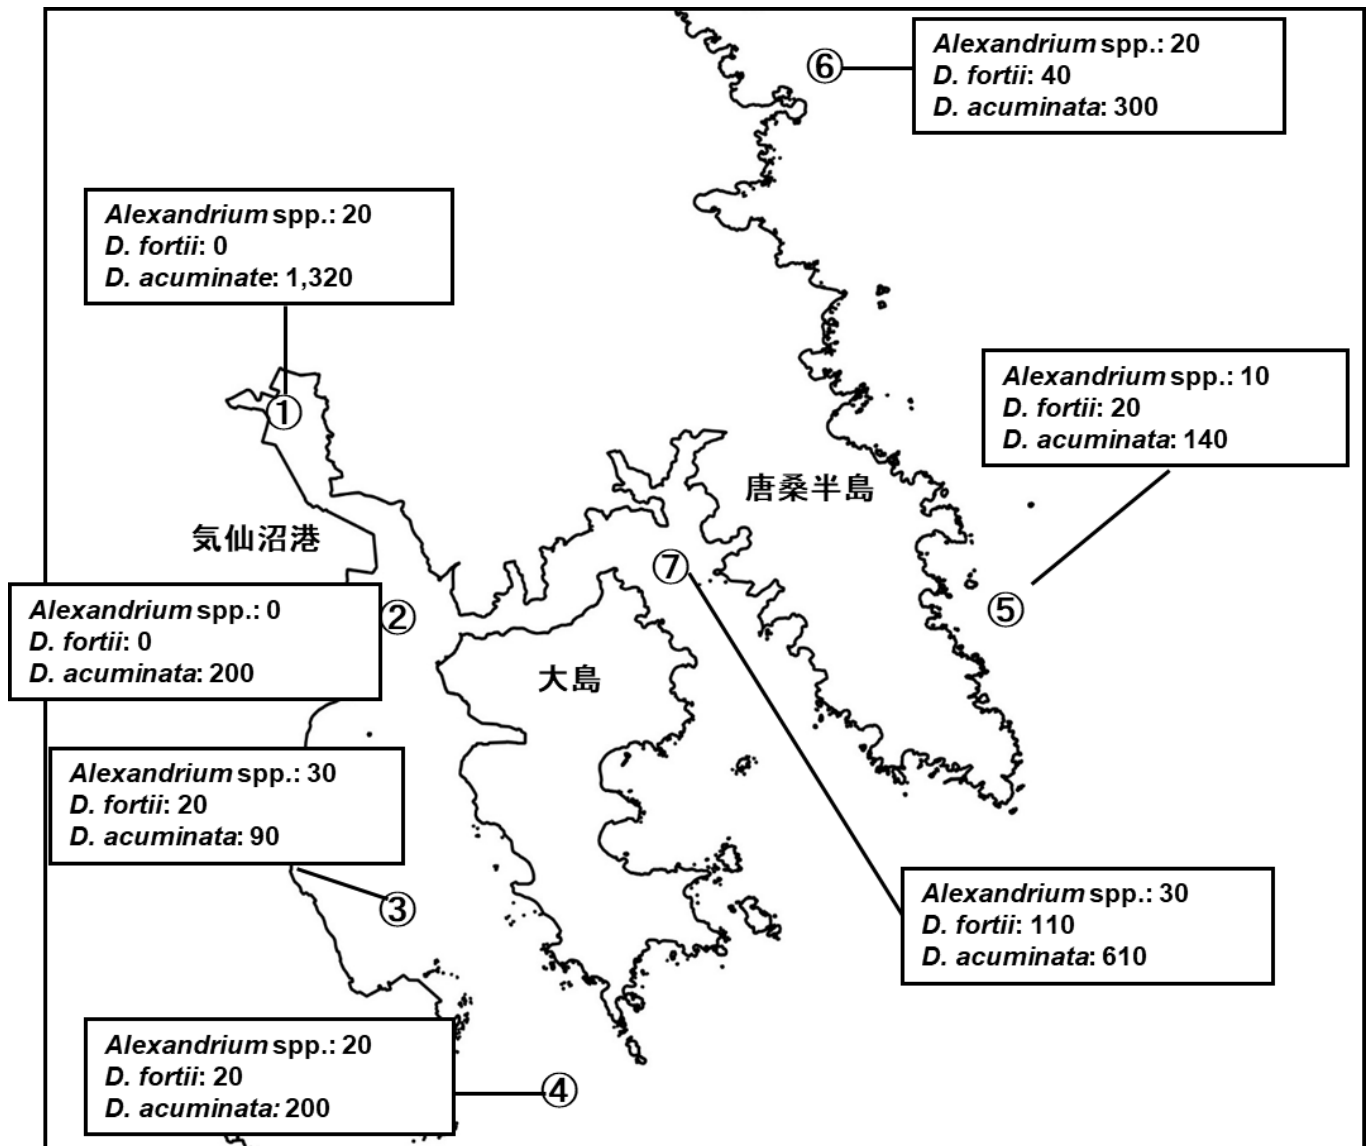 ⑥
Alexandrium spp.: 20
D. fortii: 40
D. acuminata: 300
Alexandrium spp.: 20
D. fortii: 0
D. acuminate: 1,320
①
Alexandrium spp.: 10
D. fortii: 20
D. acuminata: 140
唐桑半島
気仙沼港
⑦
⑤
Alexandrium spp.: 0
D. fortii: 0
D. acuminata: 200
②
大島
Alexandrium spp.: 30
D. fortii: 20
D. acuminata: 90
③
Alexandrium spp.: 30
D. fortii: 110
D. acuminata: 610
Alexandrium spp.: 20
D. fortii: 20
D. acuminata: 200
④